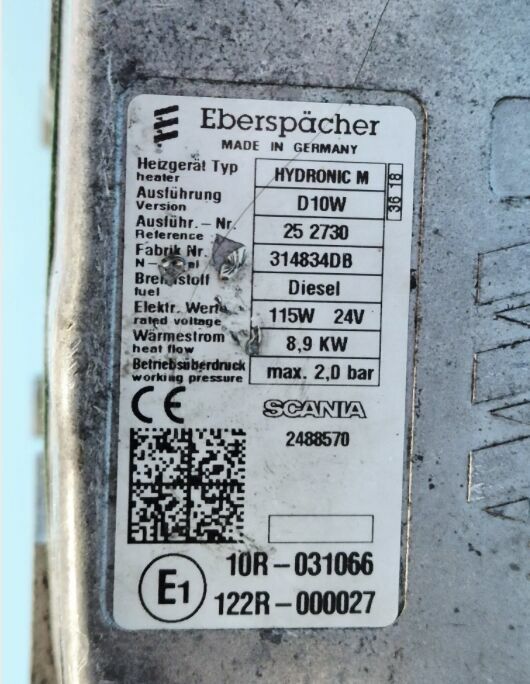 Eberspächer
MADE IN GERMANY
Heizgerät Typ HYDRONIC M 36 18
heater
Ausführung D10W
Version
Ausführ. – Nr 25 2730
Reference
Fabrik Nr. 314834DB
Diesel
fuel
Elektr. Werte 115W 24V
rated voltage
Wärmestrom 8,9 KW
heat flow
Betriebsüberdruck max. 2,0 bar
working pressure
CE SCANIA
2488570
E1 10R-031066
122R-000027